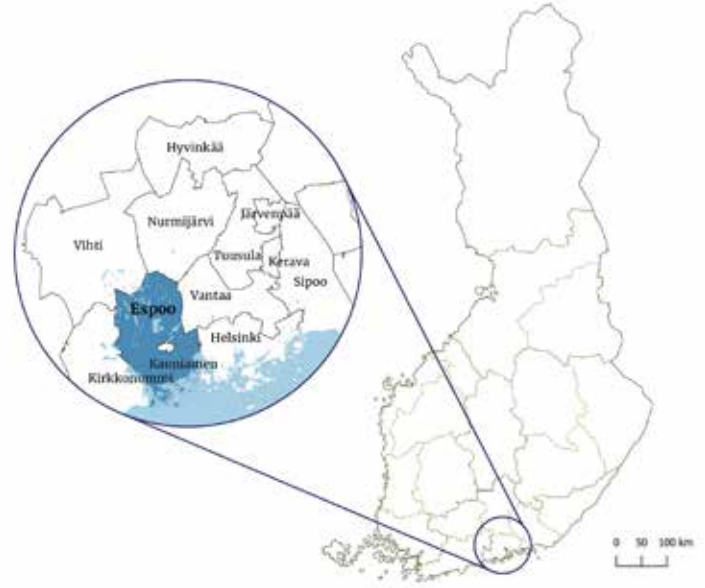 Hyvinkää
Nurmijärvi
Järvenpää
Vihti
Tuusula
Kerava
Sipoo
Vantaa
Espoo
Helsinki
Kauniainen
Kirkkonummi
0 50 100 km